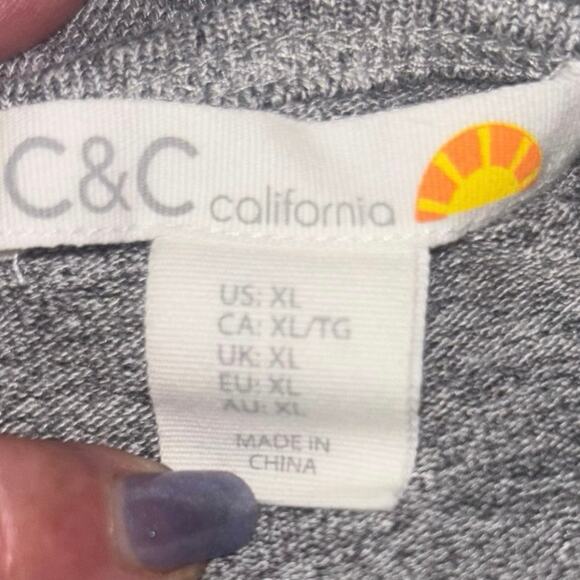 C&C california
US: XL
CA: XL/TG
UK: XL
EU: XL
AU: XL
MADE IN
CHINA